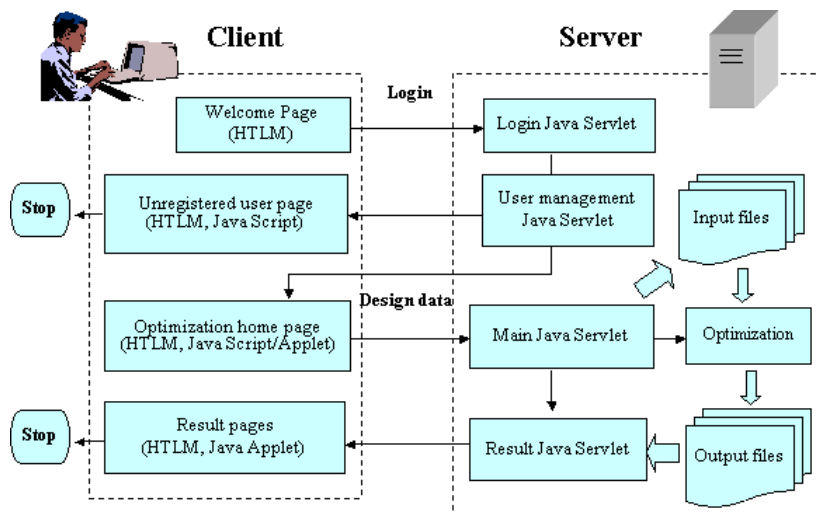 Client
Server
Login
Welcome Page
(HTLM)
Login Java Servlet
Stop
Unregistered user page
(HTLM, Java Script)
User management
Java Servlet
Input files
Design data
Optimization home page
(HTLM, Java Script/Applet)
Main Java Servlet
Optimization
Stop
Result pages
(HTLM, Java Applet)
Result Java Servlet
Output files